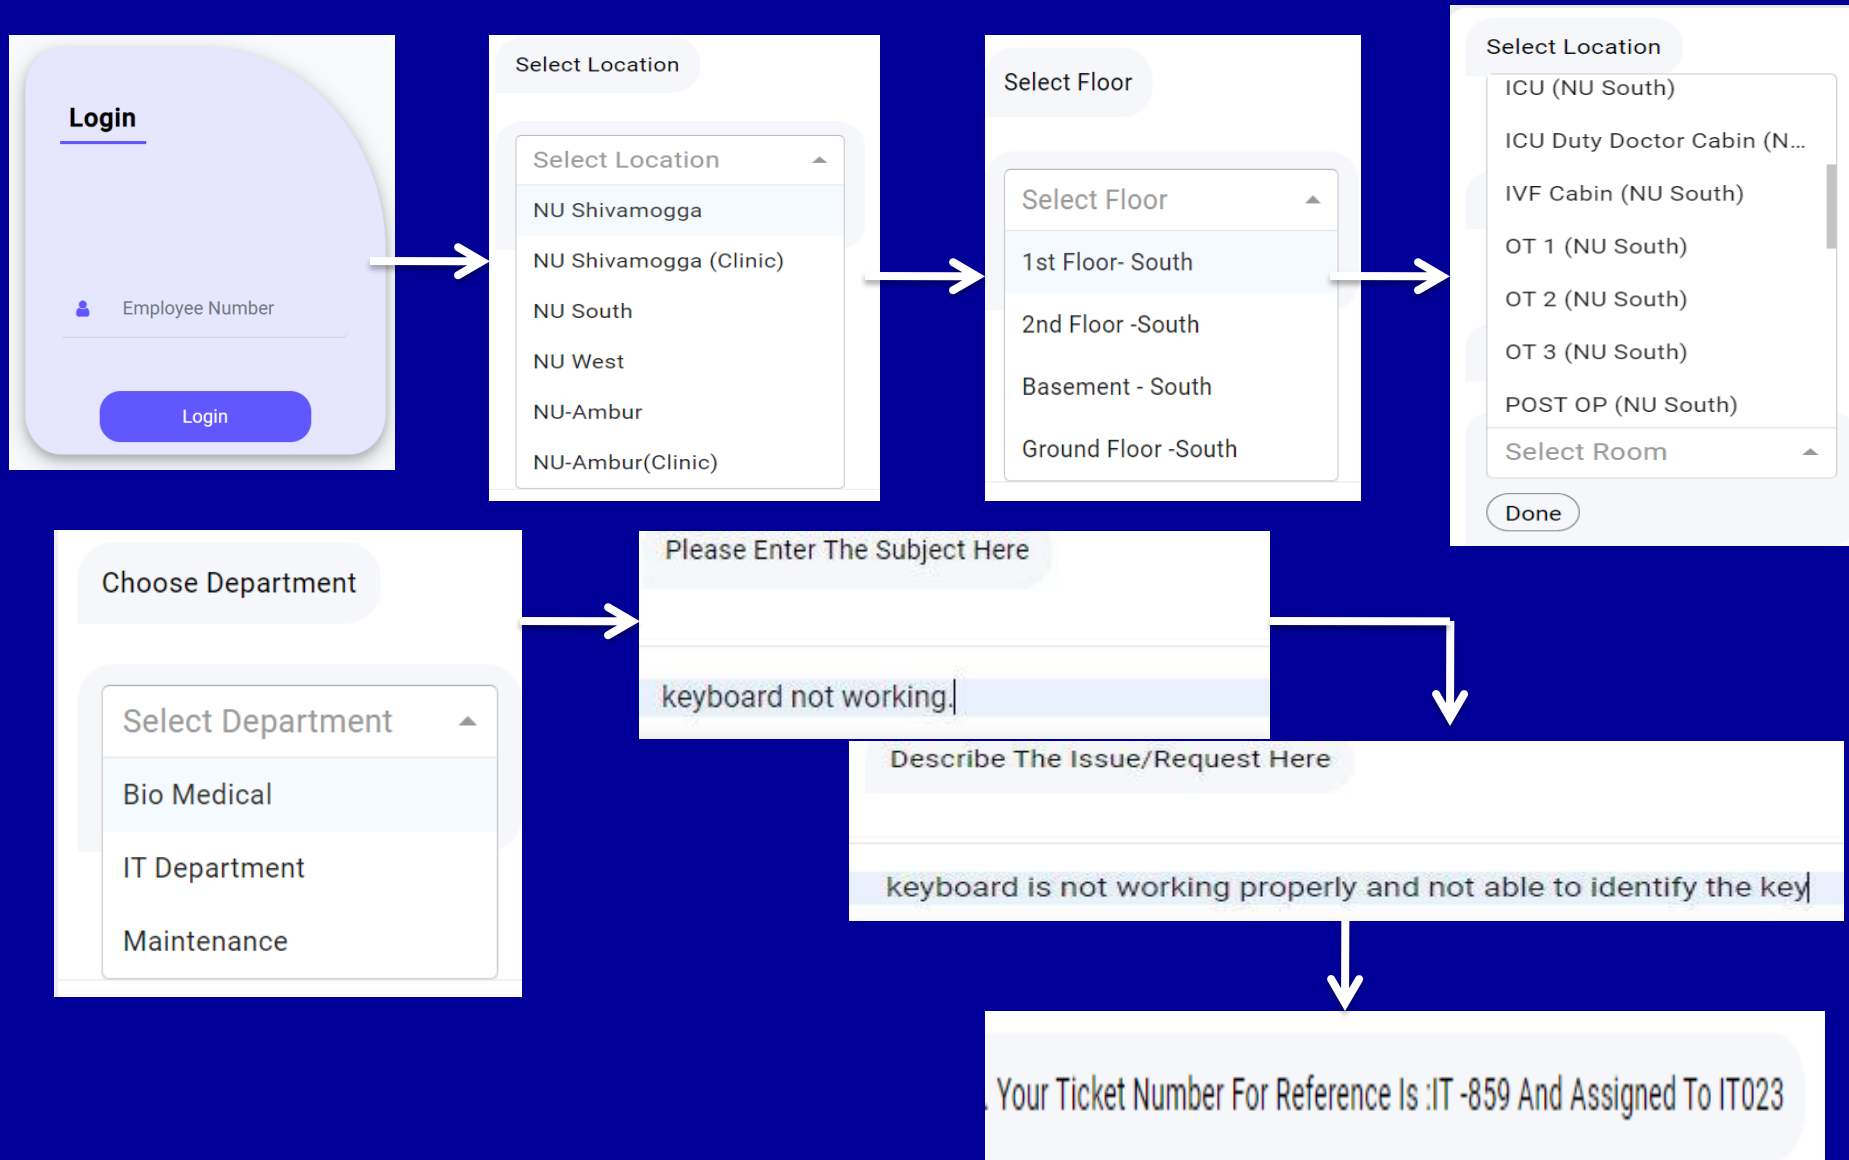 Login
Employee Number
Login
Select Location
Select Location
NU Shivamogga
NU Shivamogga (Clinic)
NU South
NU West
NU-Ambur
NU-Ambur(Clinic)
Select Floor
Select Floor
1st Floor- South
2nd Floor -South
Basement - South
Ground Floor -South
Select Location
ICU (NU South)
ICU Duty Doctor Cabin (N...
IVF Cabin (NU South)
OT 1 (NU South)
OT 2 (NU South)
OT 3 (NU South)
POST OP (NU South)
Select Room
Done
Choose Department
Select Department
Bio Medical
IT Department
Maintenance
Please Enter The Subject Here
keyboard not working.
Describe The Issue/Request Here
keyboard is not working properly and not able to identify the key
. Your Ticket Number For Reference Is :IT -859 And Assigned To IT023